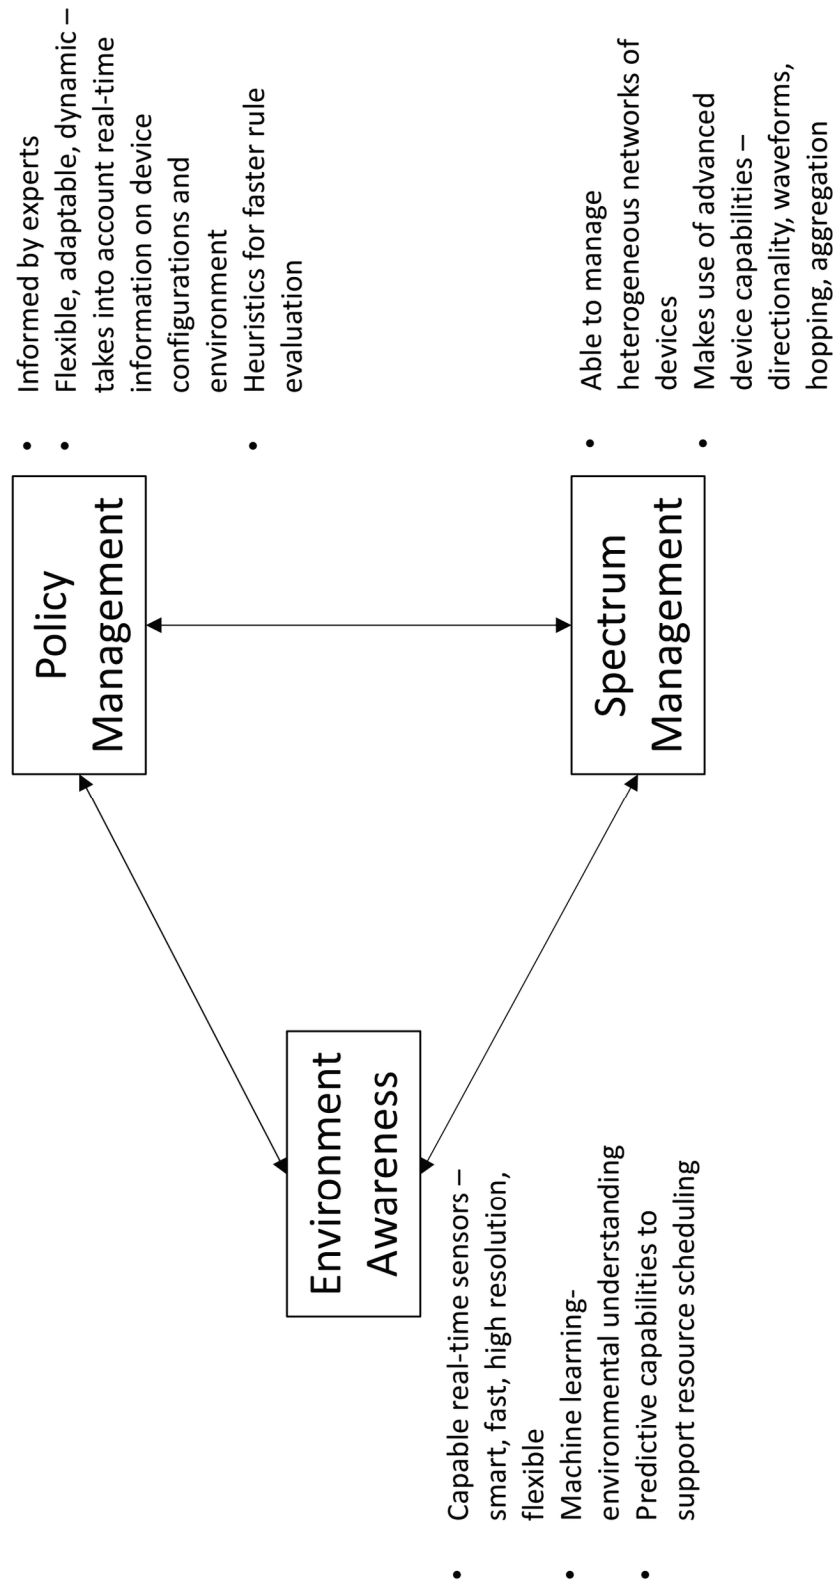 Environment
Awareness
• Capable real-time sensors –
smart, fast, high resolution,
flexible
• Machine learning-
environmental understanding
• Predictive capabilities to
support resource scheduling
Policy
Management
• Informed by experts
• Flexible, adaptable, dynamic –
takes into account real-time
information on device
configurations and
environment
• Heuristics for faster rule
evaluation
Spectrum
Management
• Able to manage
heterogeneous networks of
devices
• Makes use of advanced
device capabilities –
directionality, waveforms,
hopping, aggregation